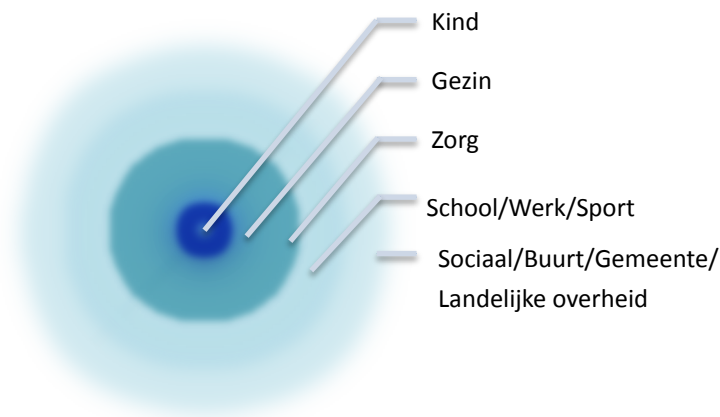 Kind
Gezin
Zorg
School/Werk/Sport
Sociaal/Buurt/Gemeente/
Landelijke overheid